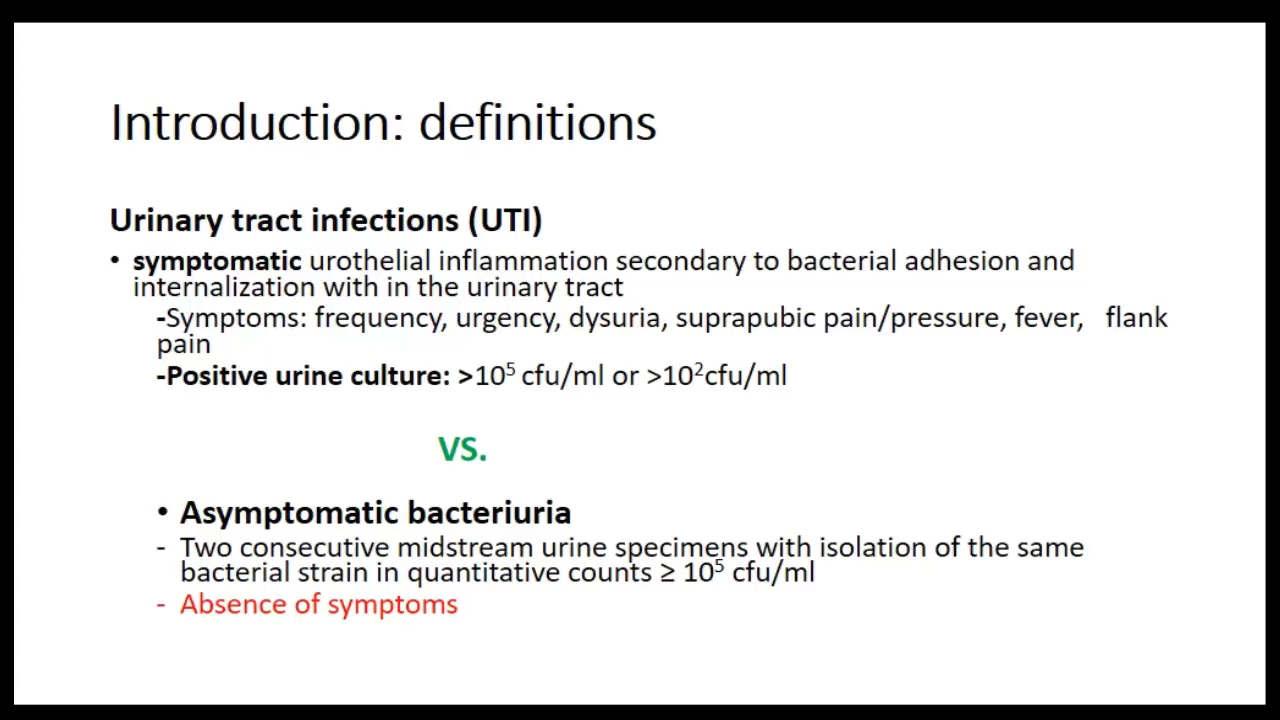 Introduction: definitions
Urinary tract infections (UTI)
• symptomatic urothelial inflammation secondary to bacterial adhesion and
internalization with in the urinary tract
-Symptoms: frequency, urgency, dysuria, suprapubic pain/pressure, fever, flank
pain
-Positive urine culture: >10⁵ cfu/ml or >10²cfu/ml
VS.
• Asymptomatic bacteriuria
- Two consecutive midstream urine specimens with isolation of the same
bacterial strain in quantitative counts ≥ 10⁵ cfu/ml
- Absence of symptoms